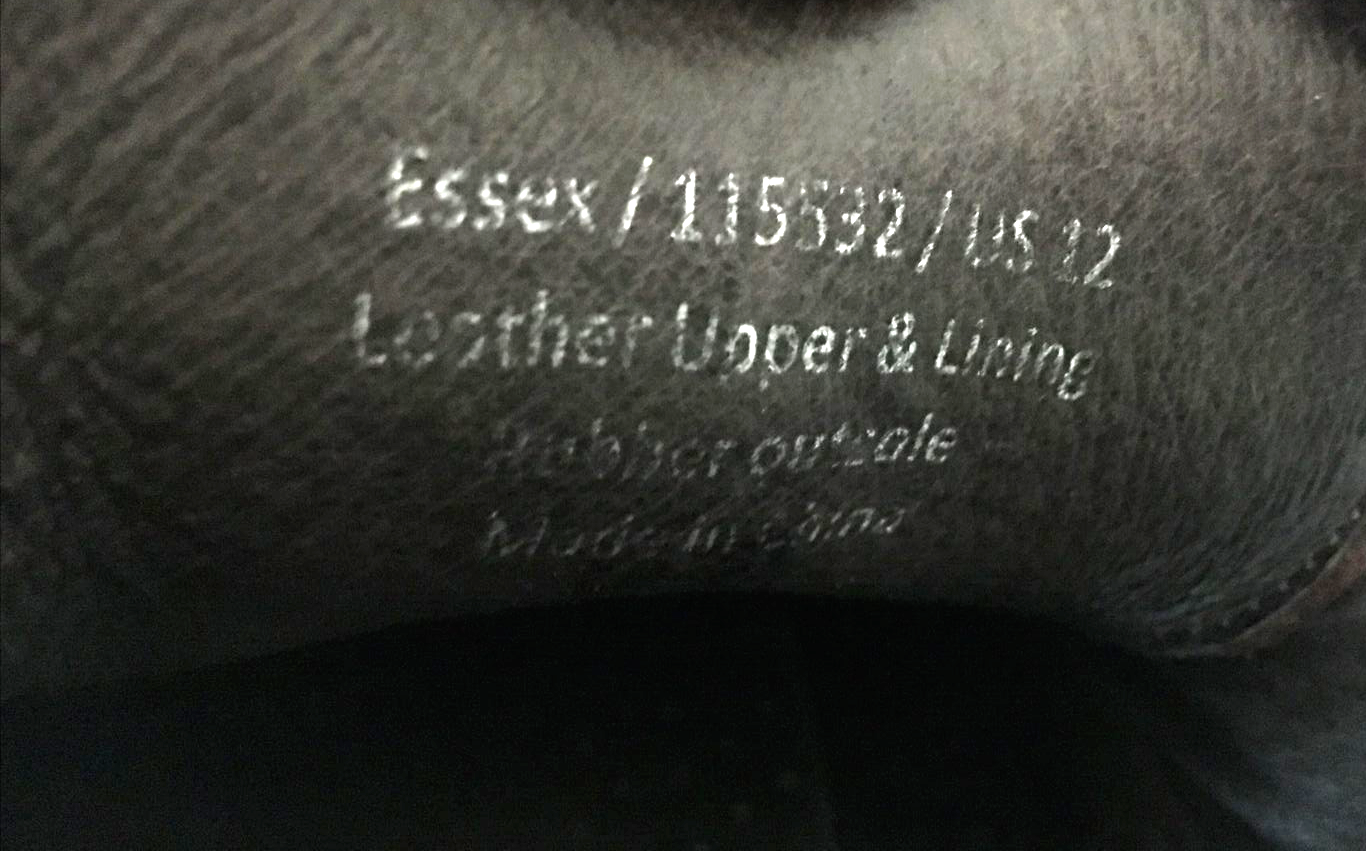 Essex / 115532 / US 12
Leather Upper & Lining
Rubber outsole
Made in China